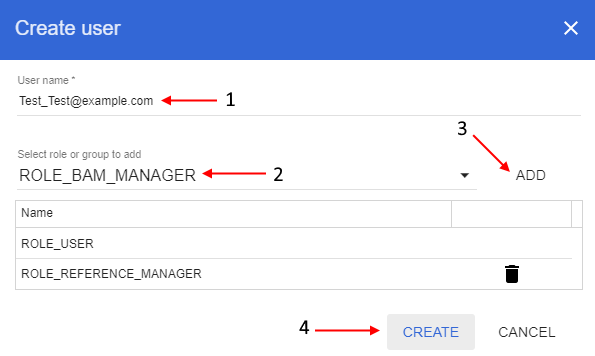 Create user
User name *
Test_Test@example.com
1
3
Select role or group to add
ROLE_BAM_MANAGER
2
ADD
Name
ROLE_USER
ROLE_REFERENCE_MANAGER
4
CREATE
CANCEL